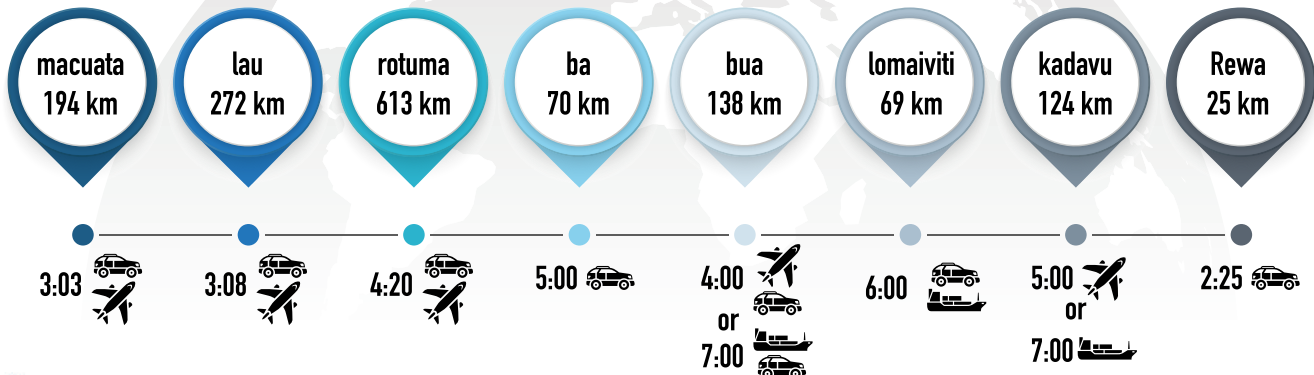 macuata
194 km
lau
272 km
rotuma
613 km
ba
70 km
bua
138 km
lomaiviti
69 km
kadavu
124 km
Rewa
25 km
3:03
3:08
4:20
5:00
4:00
or
7:00
6:00
5:00
or
7:00
2:25